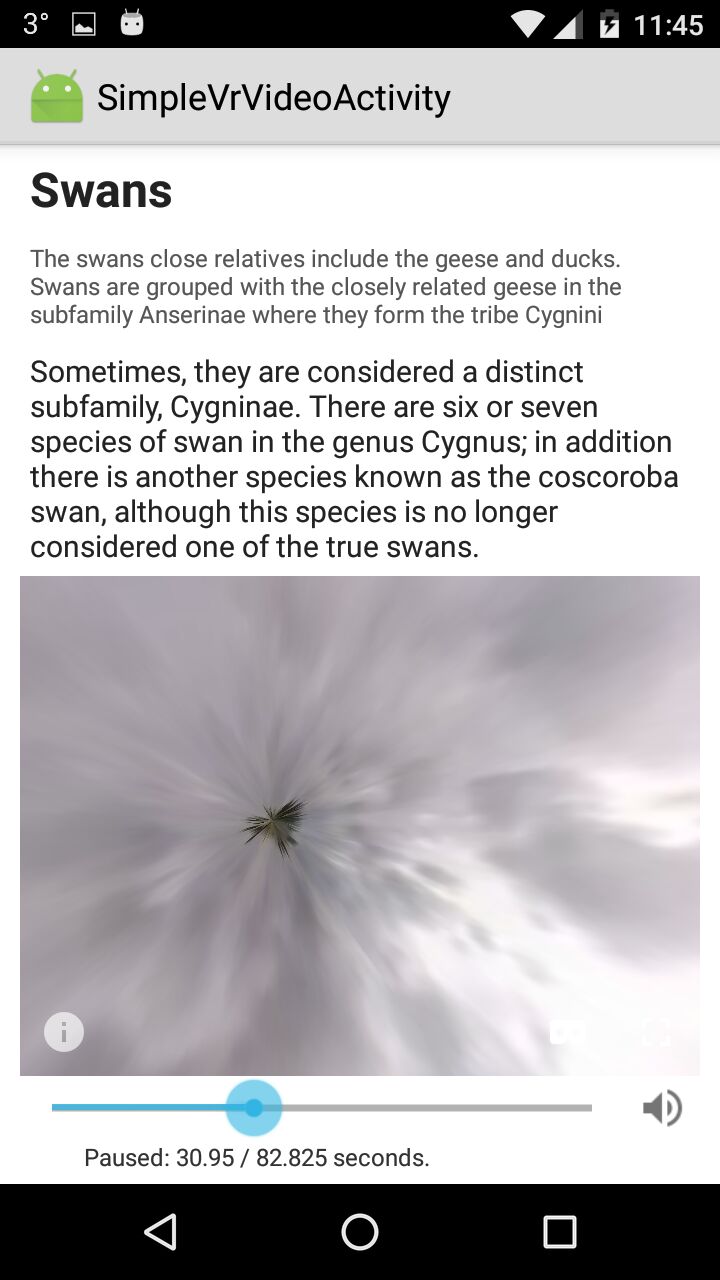 3° 11:45
SimpleVrVideoActivity
Swans
The swans close relatives include the geese and ducks.
Swans are grouped with the closely related geese in the
subfamily Anserinae where they form the tribe Cygnini
Sometimes, they are considered a distinct
subfamily, Cygninae. There are six or seven
species of swan in the genus Cygnus; in addition
there is another species known as the coscoroba
swan, although this species is no longer
considered one of the true swans.
i
Paused: 30.95 / 82.825 seconds.